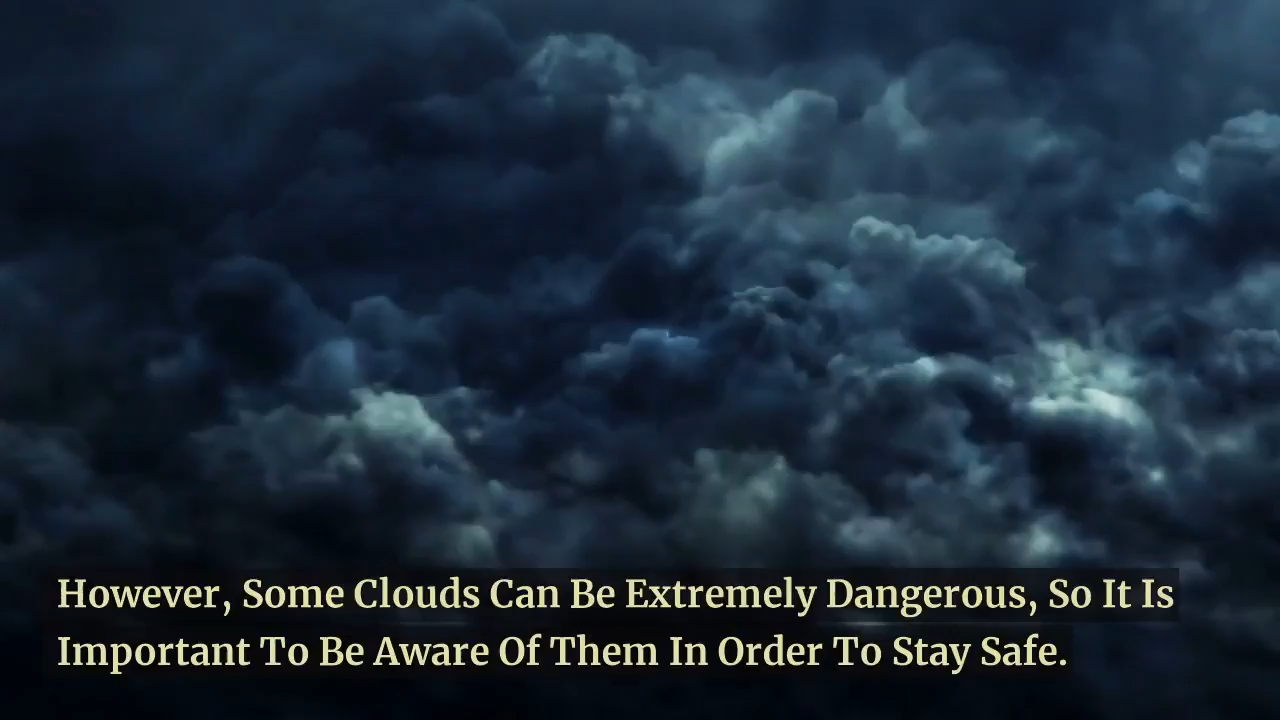 However, Some Clouds Can Be Extremely Dangerous, So It Is
Important To Be Aware Of Them In Order To Stay Safe.